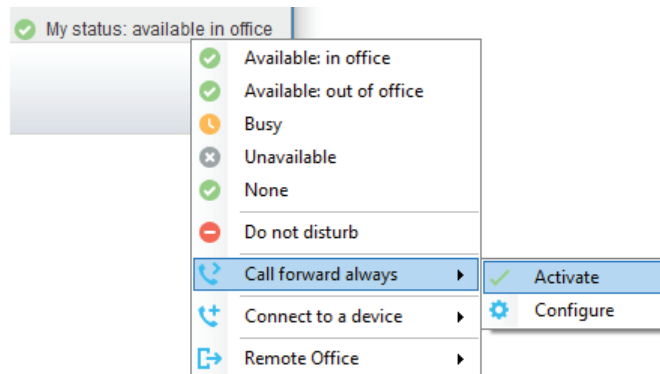 My status: available in office
Available: in office
Available: out of office
Busy
Unavailable
None
Do not disturb
Call forward always
Activate
Configure
Connect to a device
Remote Office